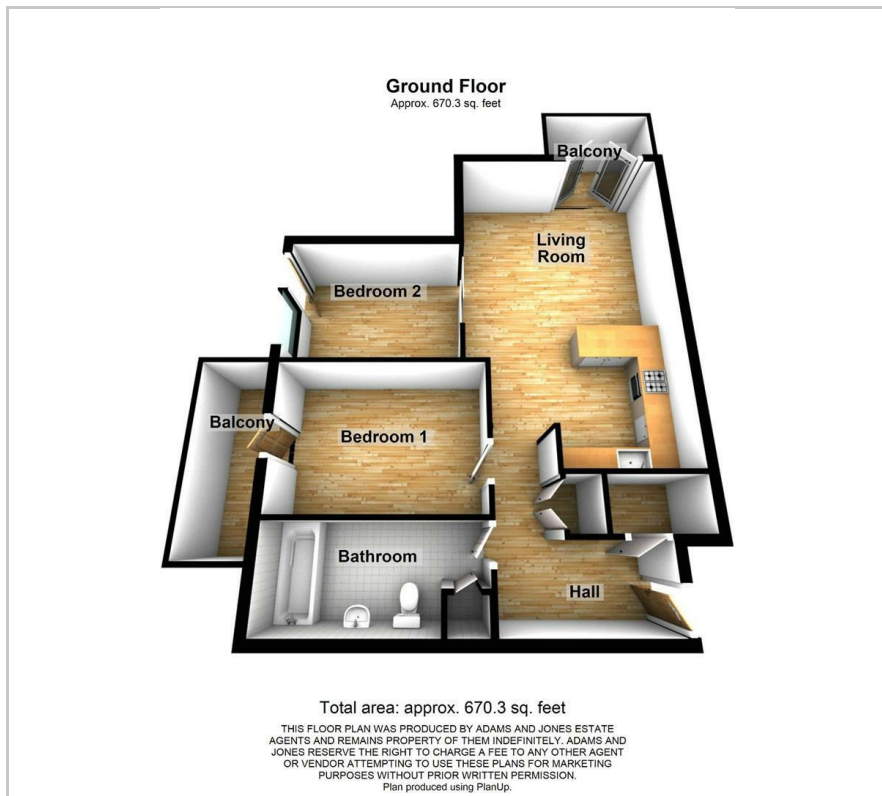 Ground Floor
Approx. 670.3 sq. feet
Balcony
Living
Room
Bedroom 2
Balcony
Bedroom 1
Bathroom
Hall
Total area: approx. 670.3 sq. feet
THIS FLOOR PLAN WAS PRODUCED BY ADAMS AND JONES ESTATE
AGENTS AND REMAINS PROPERTY OF THEM INDEFINITELY. ADAMS AND
JONES RESERVE THE RIGHT TO CHARGE A FEE TO ANY OTHER AGENT
OR VENDOR ATTEMPTING TO USE THESE PLANS FOR MARKETING
PURPOSES WITHOUT PRIOR WRITTEN PERMISSION.
Plan produced using PlanUp.